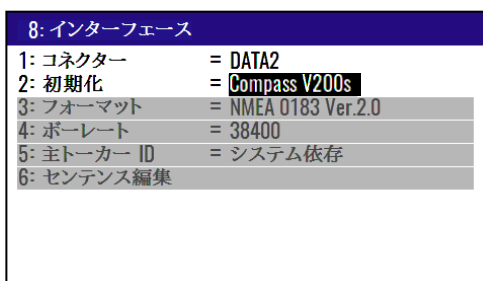 8: インターフェース
1: コネクター = DATA2
2: 初期化 = Compass V200s
3: フォーマット = NMEA 0183 Ver.2.0
4: ボーレート = 38400
5: 主トーカー ID = システム依存
6: センテンス編集